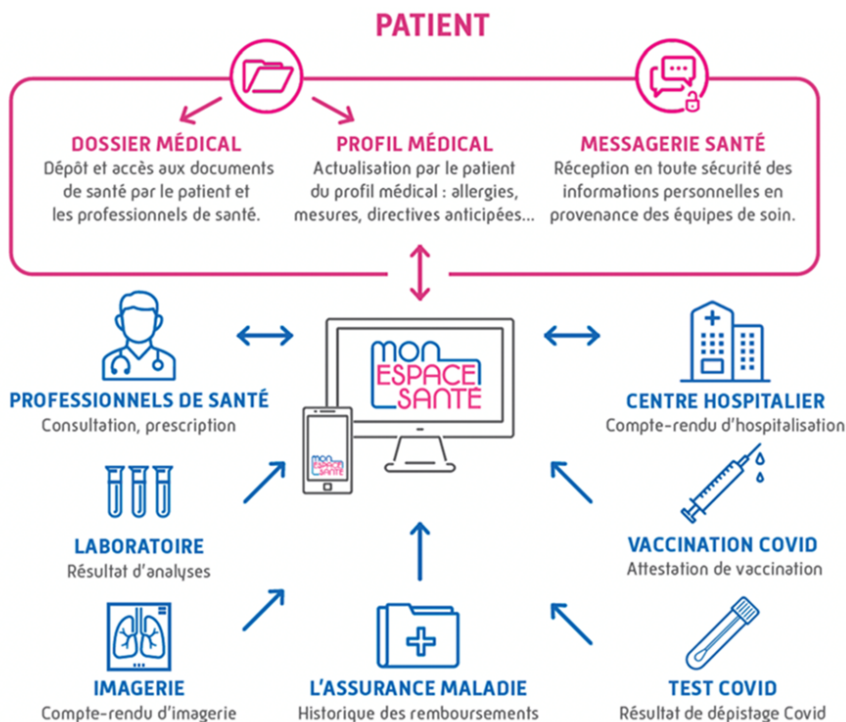 PATIENT
DOSSIER MÉDICAL
Dépôt et accès aux documents
de santé par le patient et
les professionnels de santé.
PROFIL MÉDICAL
Actualisation par le patient
du profil médical : allergies,
mesures, directives anticipées...
MESSAGERIE SANTÉ
Réception en toute sécurité des
informations personnelles en
provenance des équipes de soin.
PROFESSIONNELS DE SANTÉ
Consultation, prescription
mon
ESPACE
SANTÉ
mon
ESPACE
SANTÉ
CENTRE HOSPITALIER
Compte-rendu d'hospitalisation
LABORATOIRE
Résultat d'analyses
VACCINATION COVID
Attestation de vaccination
IMAGERIE
Compte-rendu d'imagerie
L'ASSURANCE MALADIE
Historique des remboursements
TEST COVID
Résultat de dépistage Covid